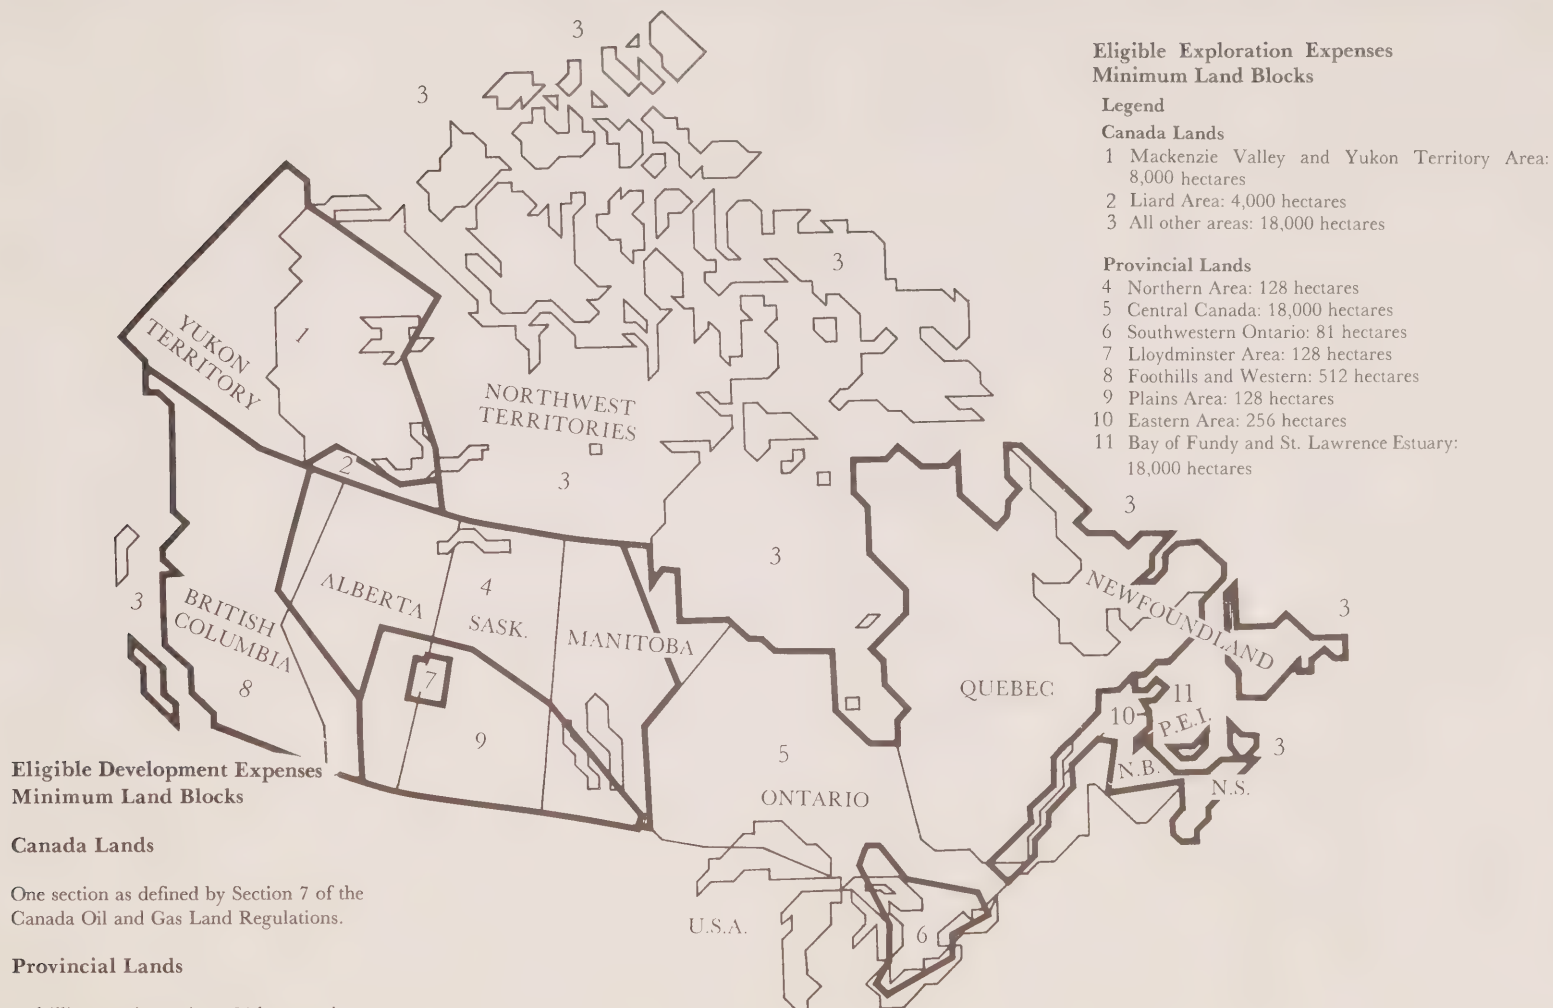 Eligible Exploration Expenses
Minimum Land Blocks
Legend
Canada Lands
1 Mackenzie Valley and Yukon Territory Area:
8,000 hectares
2 Liard Area: 4,000 hectares
3 All other areas: 18,000 hectares
Provincial Lands
4 Northern Area: 128 hectares
5 Central Canada: 18,000 hectares
6 Southwestern Ontario: 81 hectares
7 Lloydminster Area: 128 hectares
8 Foothills and Western: 512 hectares
9 Plains Area: 128 hectares
10 Eastern Area: 256 hectares
11 Bay of Fundy and St. Lawrence Estuary:
18,000 hectares
3
3
3
YUKON
TERRITORY
1
NORTHWEST
TERRITORIES
2
3
3
3
3
BRITISH
COLUMBIA
8
ALBERTA
4
SASK.
MANITOBA
7
9
5
ONTARIO
QUEBEC
NEWFOUNDLAND
3
11
10
P.E.I.
3
N.B.
N.S.
U.S.A.
6
Eligible Development Expenses
Minimum Land Blocks
Canada Lands
One section as defined by Section 7 of the
Canada Oil and Gas Land Regulations.
Provincial Lands